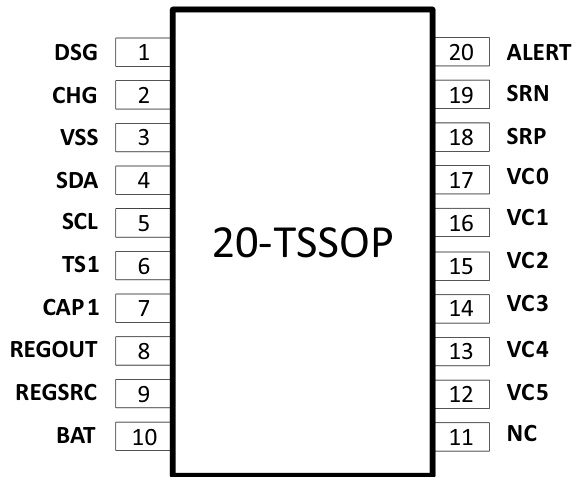 DSG 1 20 ALERT
CHG 2 19 SRN
VSS 3 18 SRP
SDA 4 17 VC0
SCL 5 16 VC1
20-TSSOP
TS1 6 15 VC2
CAP1 7 14 VC3
REGOUT 8 13 VC4
REGSRC 9 12 VC5
BAT 10 11 NC